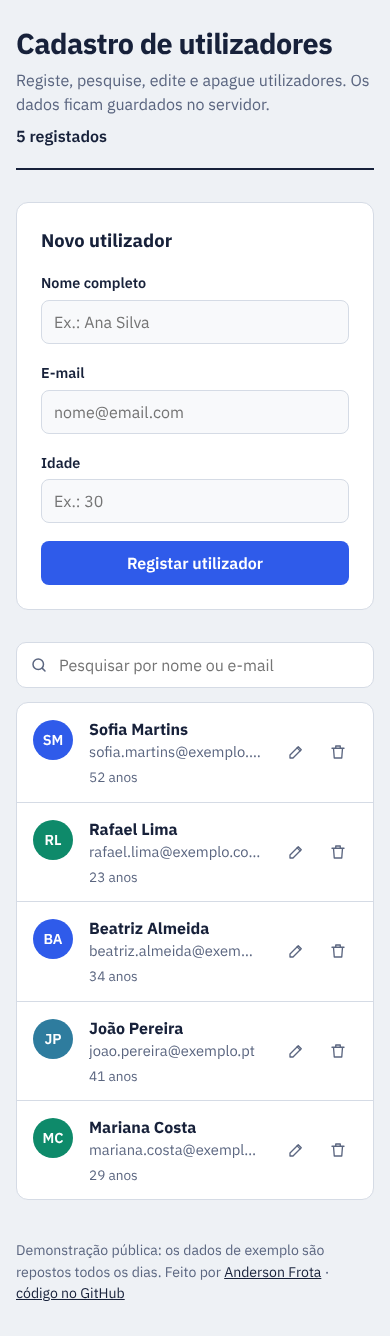 Cadastro de utilizadores
Registe, pesquise, edite e apague utilizadores. Os
dados ficam guardados no servidor.
5 registados
Novo utilizador
Nome completo
Ex.: Ana Silva
E-mail
nome@email.com
Idade
Ex.: 30
Registar utilizador
Pesquisar por nome ou e-mail
SM
Sofia Martins
sofia.martins@exemplo....
52 anos
RL
Rafael Lima
rafael.lima@exemplo.co...
23 anos
BA
Beatriz Almeida
beatriz.almeida@exem...
34 anos
JP
João Pereira
joao.pereira@exemplo.pt
41 anos
MC
Mariana Costa
mariana.costa@exempl...
29 anos
Demonstração pública: os dados de exemplo são
repostos todos os dias. Feito por Anderson Frota ·
código no GitHub